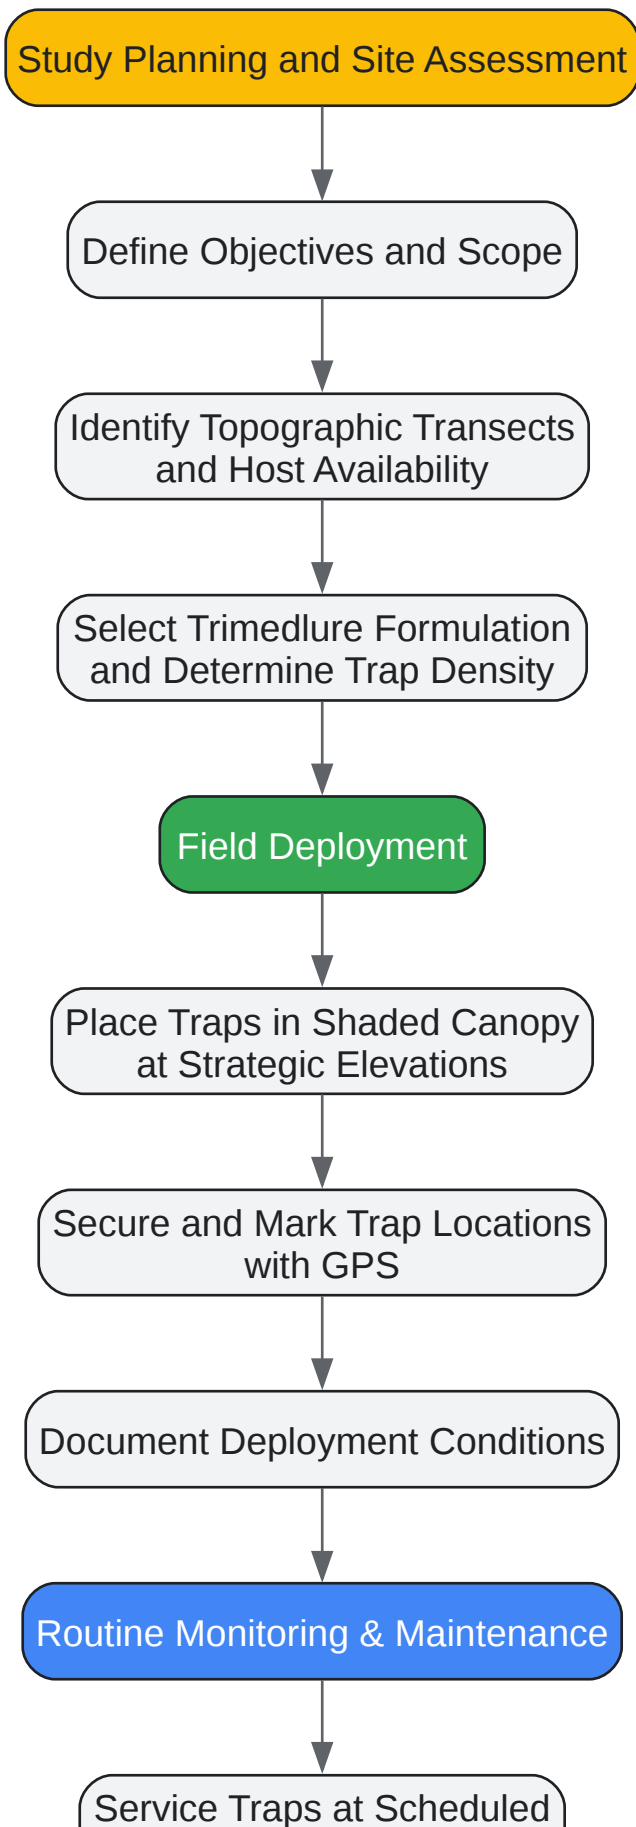 Study Planning and Site Assessment
Define Objectives and Scope
Identify Topographic Transects
and Host Availability
Select Trimedlure Formulation
and Determine Trap Density
Field Deployment
Place Traps in Shaded Canopy
at Strategic Elevations
Secure and Mark Trap Locations
with GPS
Document Deployment Conditions
Routine Monitoring & Maintenance
Service Traps at Scheduled